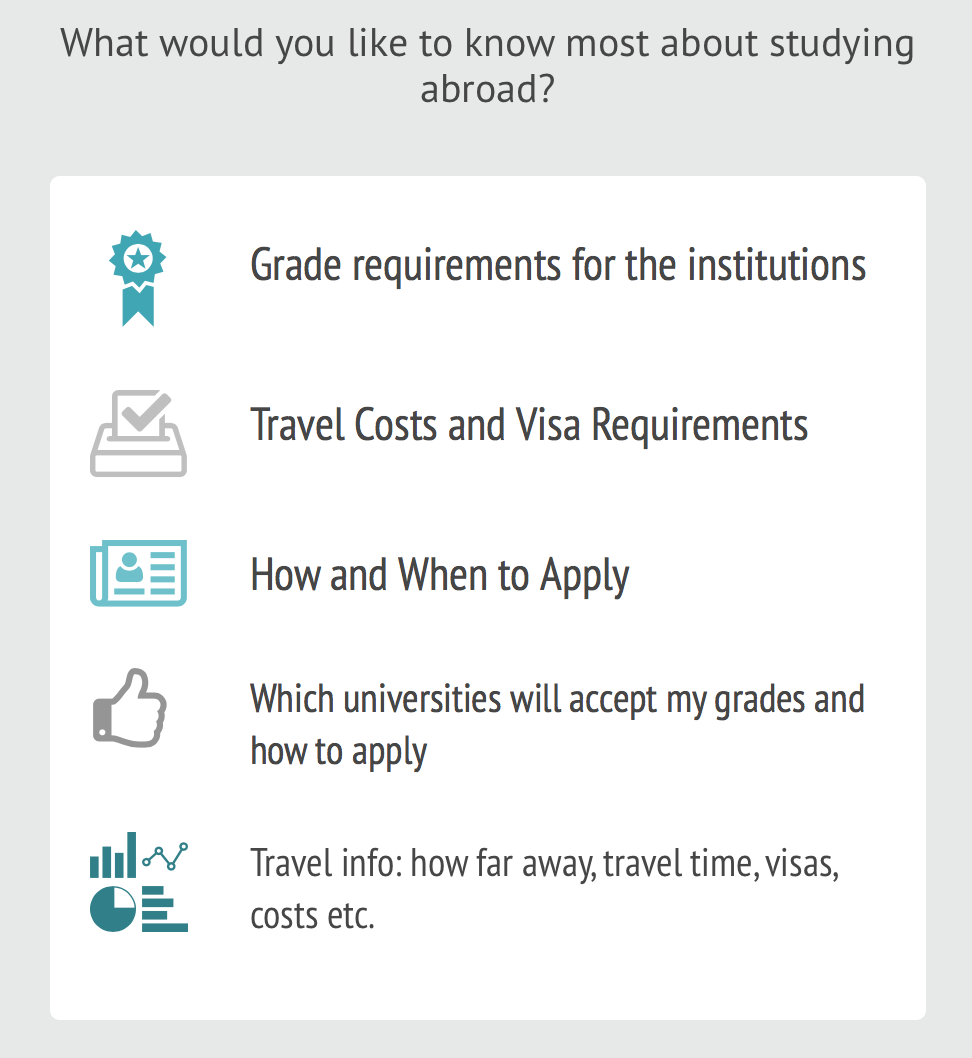 What would you like to know most about studying
abroad?
Grade requirements for the institutions
Travel Costs and Visa Requirements
How and When to Apply
Which universities will accept my grades and
how to apply
Travel info: how far away, travel time, visas,
costs etc.